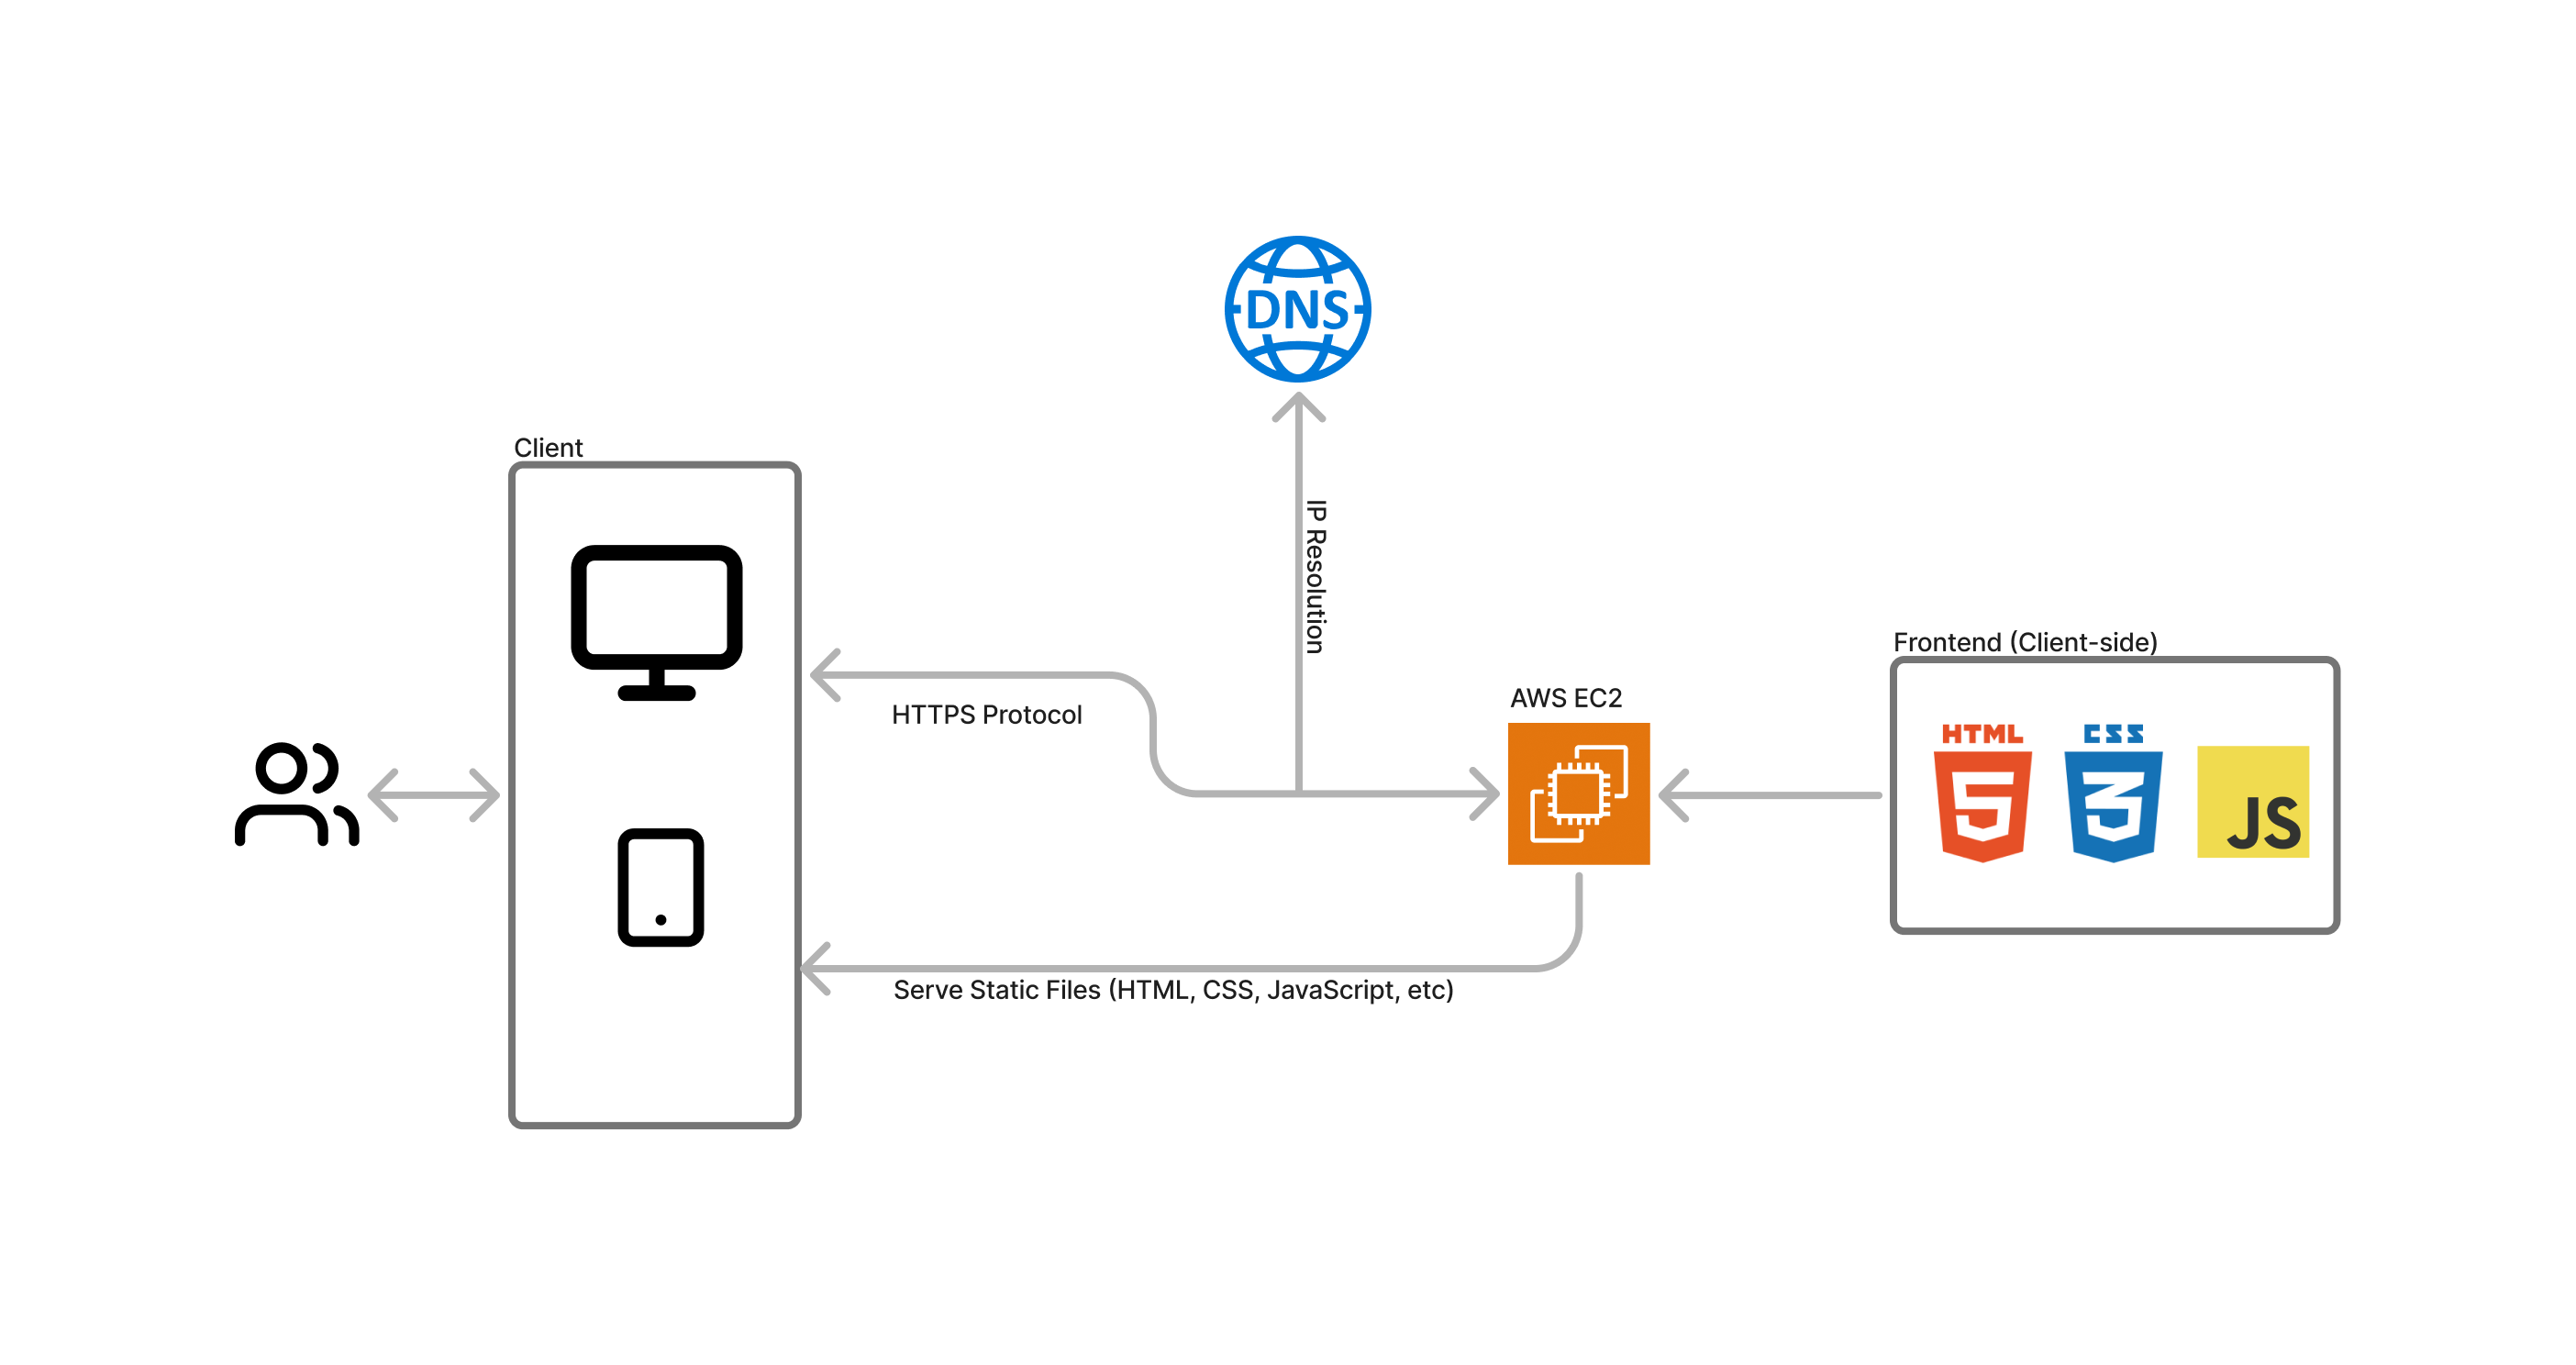 DNS
Client
IP Resolution
Frontend (Client-side)
AWS EC2
HTTPS Protocol
HTML
CSS
JS
Serve Static Files (HTML, CSS, JavaScript, etc)